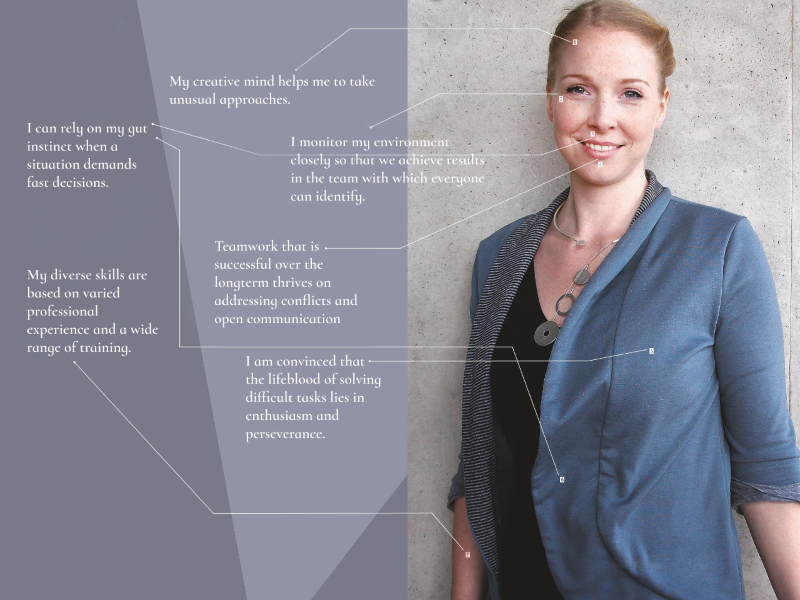 My creative mind helps me to take
unusual approaches.
I can rely on my gut
instinct when a
situation demands
fast decisions.
I monitor my environment
closely so that we achieve results
in the team with which everyone
can identify.
Teamwork that is
successful over the
longterm thrives on
addressing conflicts and
open communication
My diverse skills are
based on varied
professional
experience and a wide
range of training.
I am convinced that
the lifeblood of solving
difficult tasks lies in
enthusiasm and
perseverance.